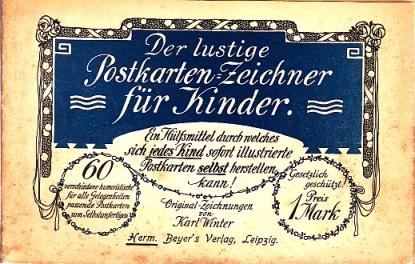 Der lustige
Postkarten=Zeichner
für Kinder.
Ein Hülfsmittel durch welches
sich jedes Kind sofort illustrierte
Postkarten selbst herstellen
kann!
60
verschiedene humoristische
für alle Gelegenheiten
passende Postkarten
zum Selbstanfertigen
Original-Zeichnungen
von
Karl Winter
Gesetzlich
geschützt!
Preis
1 Mark
Herm. Beyer's Verlag, Leipzig.